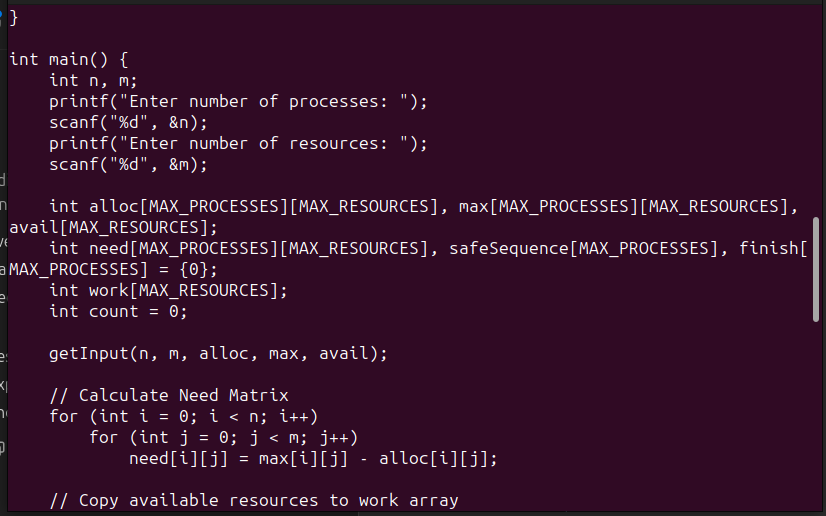 }
int main() {
    int n, m;
    printf("Enter number of processes: ");
    scanf("%d", &n);
    printf("Enter number of resources: ");
    scanf("%d", &m);
    int alloc[MAX_PROCESSES][MAX_RESOURCES], max[MAX_PROCESSES][MAX_RESOURCES],
avail[MAX_RESOURCES];
    int need[MAX_PROCESSES][MAX_RESOURCES], safeSequence[MAX_PROCESSES], finish[
MAX_PROCESSES] = {0};
    int work[MAX_RESOURCES];
    int count = 0;
    getInput(n, m, alloc, max, avail);
    // Calculate Need Matrix
    for (int i = 0; i < n; i++)
        for (int j = 0; j < m; j++)
            need[i][j] = max[i][j] - alloc[i][j];
    // Copy available resources to work array